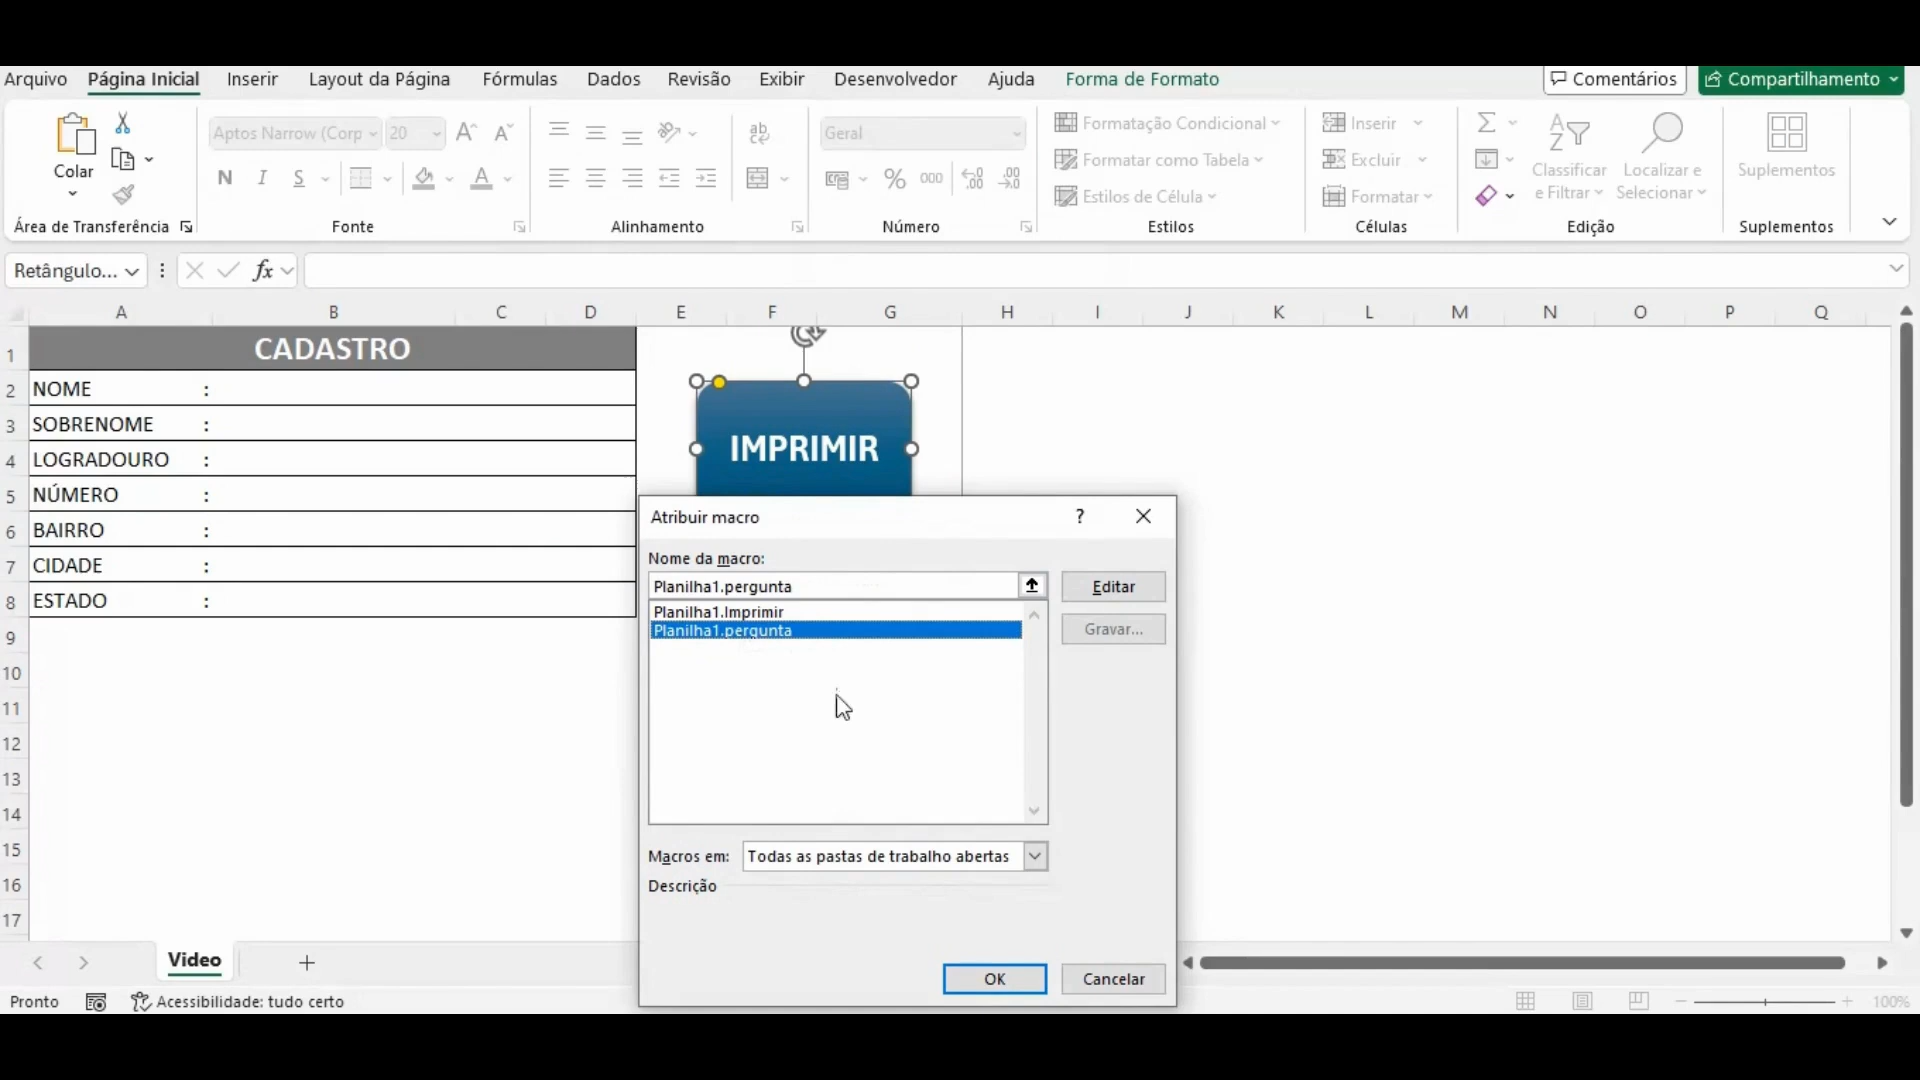 Arquivo Página Inicial Inserir Layout da Página Fórmulas Dados Revisão Exibir Desenvolvedor Ajuda Forma de Formato Comentários Compartilhamento
Colar
Área de Transferência
Aptos Narrow (Corp 20
N I S
Fonte
Alinhamento
Geral
% 000
Número
Formatação Condicional
Formatar como Tabela
Estilos de Célula
Estilos
Inserir
Excluir
Formatar
Células
Classificar e Filtrar
Localizar e Selecionar
Edição
Suplementos
Suplementos
Retângulo... fx
A B C D E F G H I J K L M N O P Q
1 CADASTRO
2 NOME :
3 SOBRENOME :
4 LOGRADOURO :
5 NÚMERO :
6 BAIRRO :
7 CIDADE :
8 ESTADO :
9
10
11
12
13
14
15
16
17
IMPRIMIR
Atribuir macro ?
Nome da macro:
Planilha1.pergunta
Editar
Planilha1.Imprimir
Planilha1.pergunta
Gravar...
Macros em: Todas as pastas de trabalho abertas
Descrição
OK Cancelar
Video
Pronto Acessibilidade: tudo certo 100%